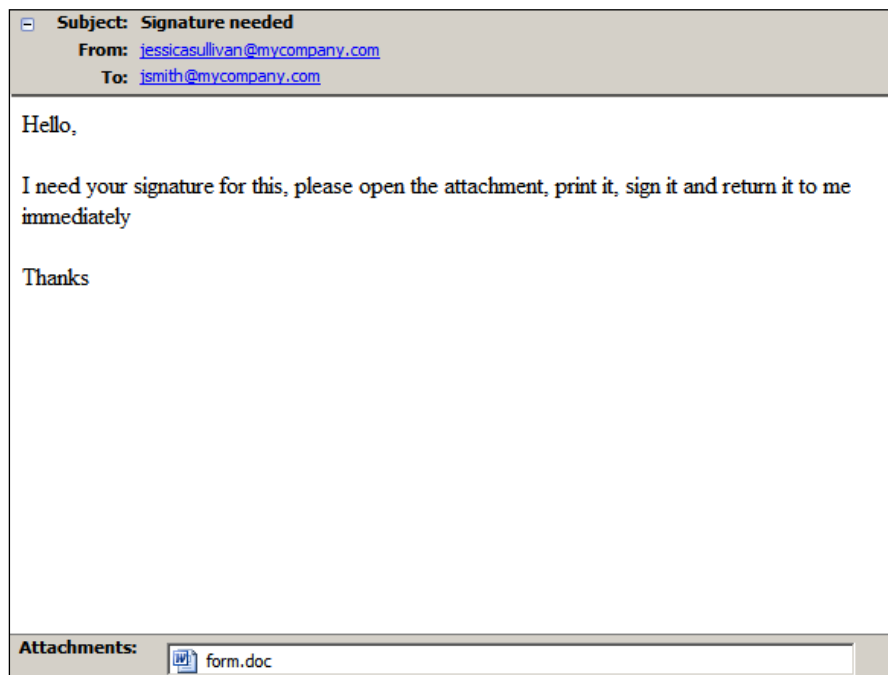 Subject: Signature needed
From: jessicasullivan@mycompany.com
To: jsmith@mycompany.com
Hello,
I need your signature for this, please open the attachment, print it, sign it and return it to me
immediately
Thanks
Attachments: form.doc